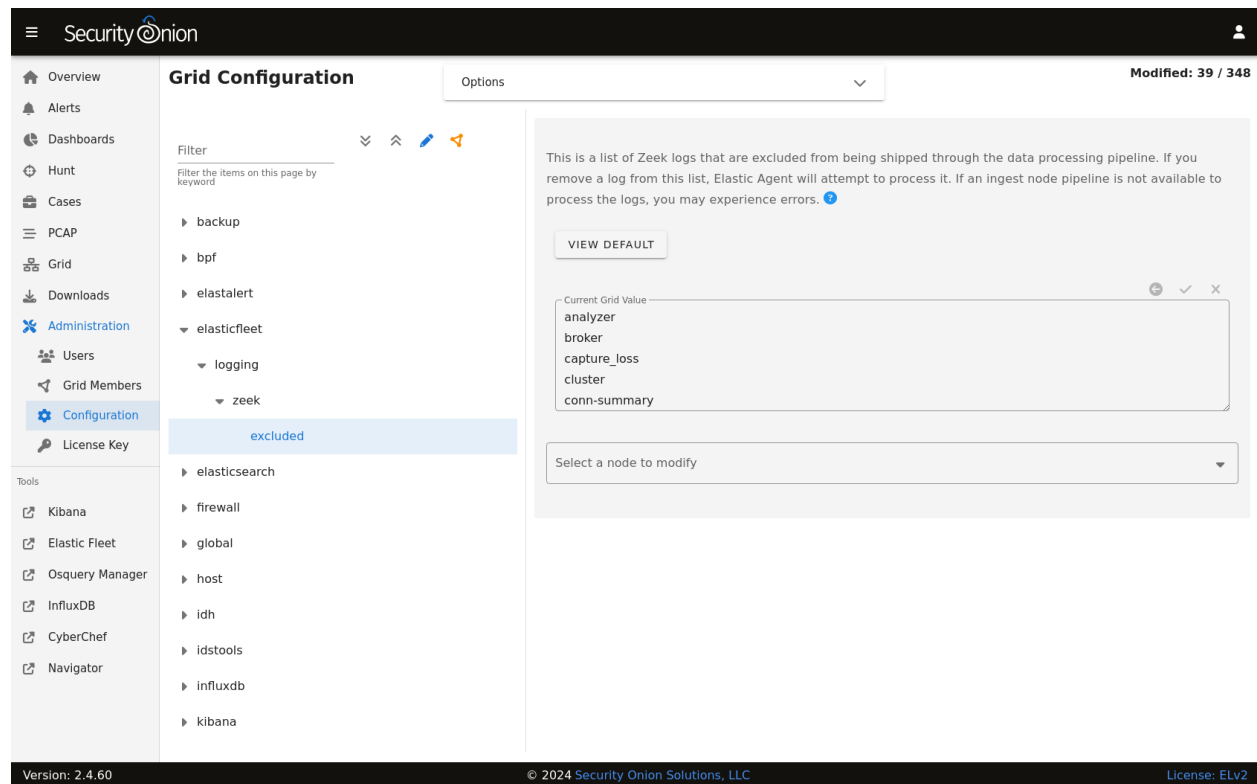 Security Onion
Overview
Alerts
Dashboards
Hunt
Cases
PCAP
Grid
Downloads
Administration
Users
Grid Members
Configuration
License Key
Tools
Kibana
Elastic Fleet
Osquery Manager
InfluxDB
CyberChef
Navigator
Grid Configuration
Options
Modified: 39 / 348
Filter
Filter the items on this page by
keyword
backup
bpf
elastalert
elasticfleet
logging
zeek
excluded
elasticsearch
firewall
global
host
idh
idstools
influxdb
kibana
This is a list of Zeek logs that are excluded from being shipped through the data processing pipeline. If you
remove a log from this list, Elastic Agent will attempt to process it. If an ingest node pipeline is not available to
process the logs, you may experience errors. ?
VIEW DEFAULT
Current Grid Value
analyzer
broker
capture_loss
cluster
conn-summary
Select a node to modify
Version: 2.4.60
© 2024 Security Onion Solutions, LLC
License: ELv2